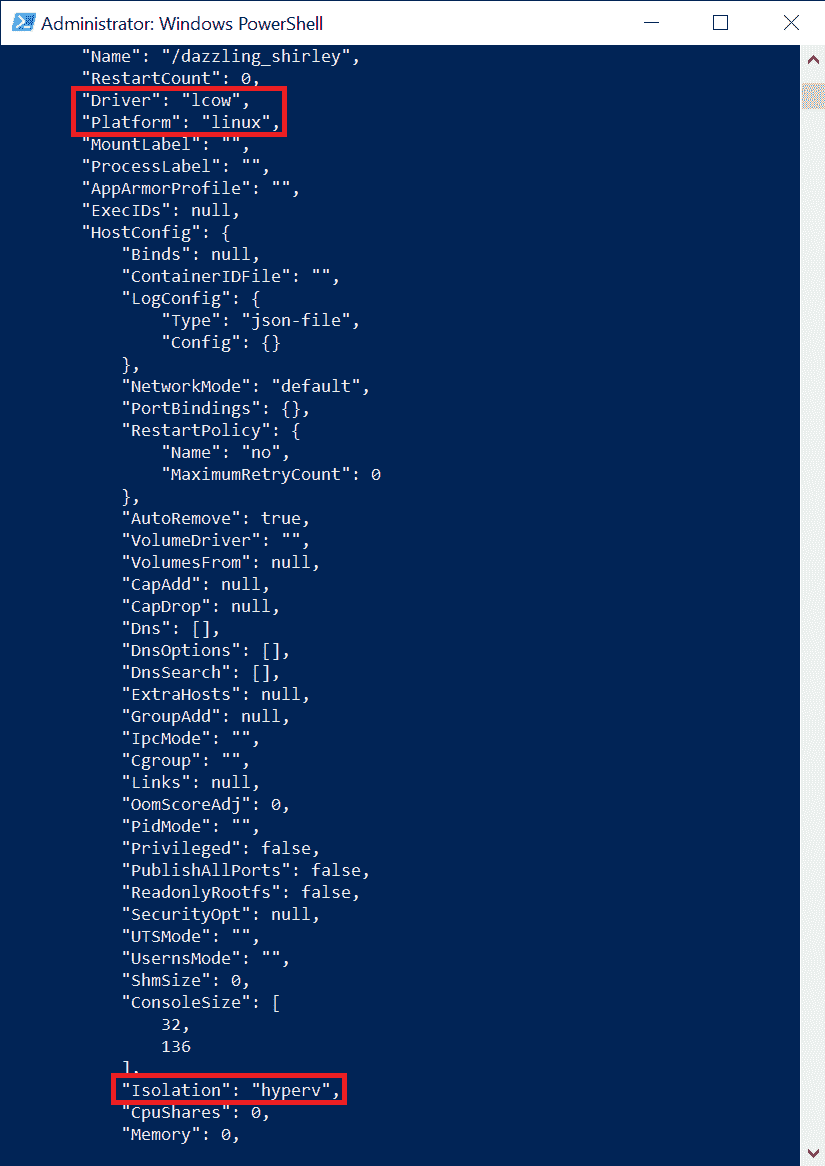 Administrator: Windows PowerShell
"Name": "/dazzling_shirley",
"RestartCount": 0,
"Driver": "lcow",
"Platform": "linux",
"MountLabel": "",
"ProcessLabel": "",
"AppArmorProfile": "",
"ExecIDs": null,
"HostConfig": {
"Binds": null,
"ContainerIDFile": "",
"LogConfig": {
"Type": "json-file",
"Config": {}
},
"NetworkMode": "default",
"PortBindings": {},
"RestartPolicy": {
"Name": "no",
"MaximumRetryCount": 0
},
"AutoRemove": true,
"VolumeDriver": "",
"VolumesFrom": null,
"CapAdd": null,
"CapDrop": null,
"Dns": [],
"DnsOptions": [],
"DnsSearch": [],
"ExtraHosts": null,
"GroupAdd": null,
"IpcMode": "",
"Cgroup": "",
"Links": null,
"OomScoreAdj": 0,
"PidMode": "",
"Privileged": false,
"PublishAllPorts": false,
"ReadonlyRootfs": false,
"SecurityOpt": null,
"UTSMode": "",
"UsernsMode": "",
"ShmSize": 0,
"ConsoleSize": [
32,
136
],
"Isolation": "hyperv",
"CpuShares": 0,
"Memory": 0,